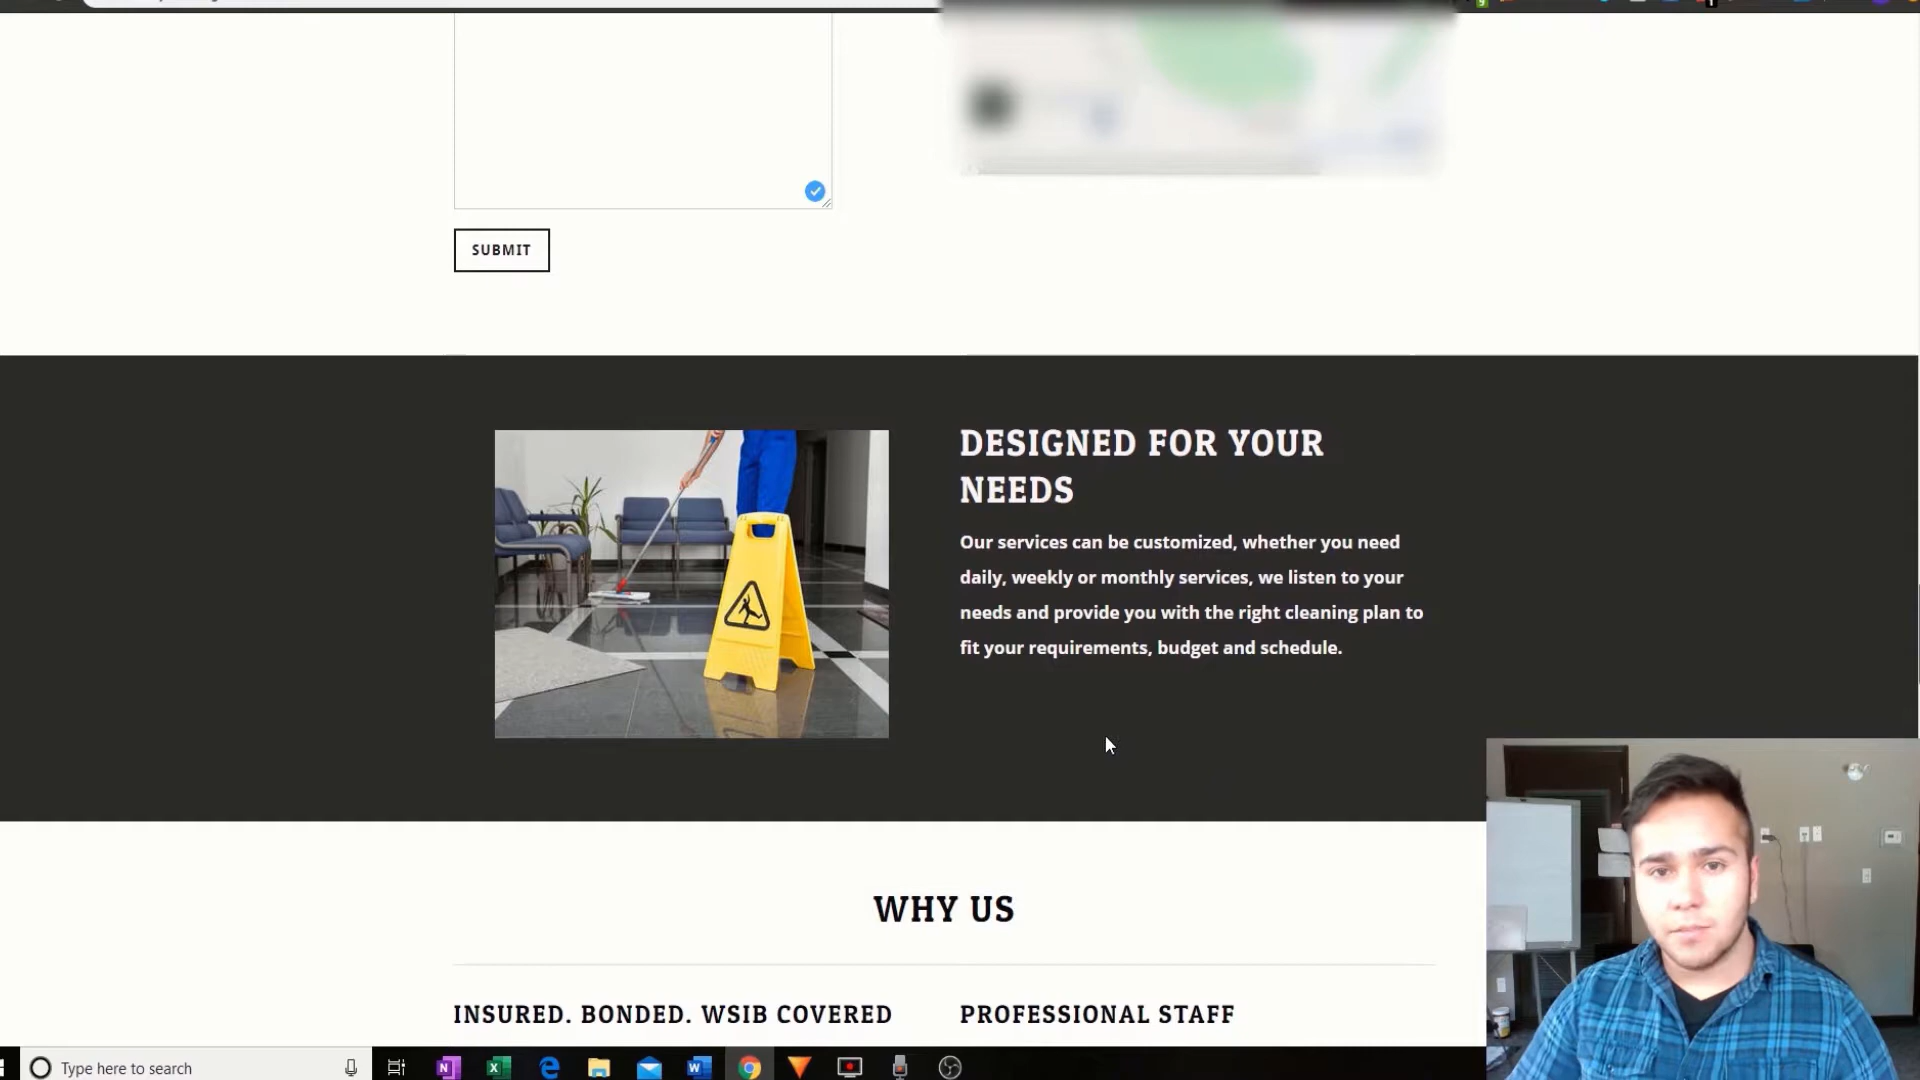 SUBMIT
DESIGNED FOR YOUR
NEEDS
Our services can be customized, whether you need
daily, weekly or monthly services, we listen to your
needs and provide you with the right cleaning plan to
fit your requirements, budget and schedule.
WHY US
INSURED. BONDED. WSIB COVERED
PROFESSIONAL STAFF
Type here to search